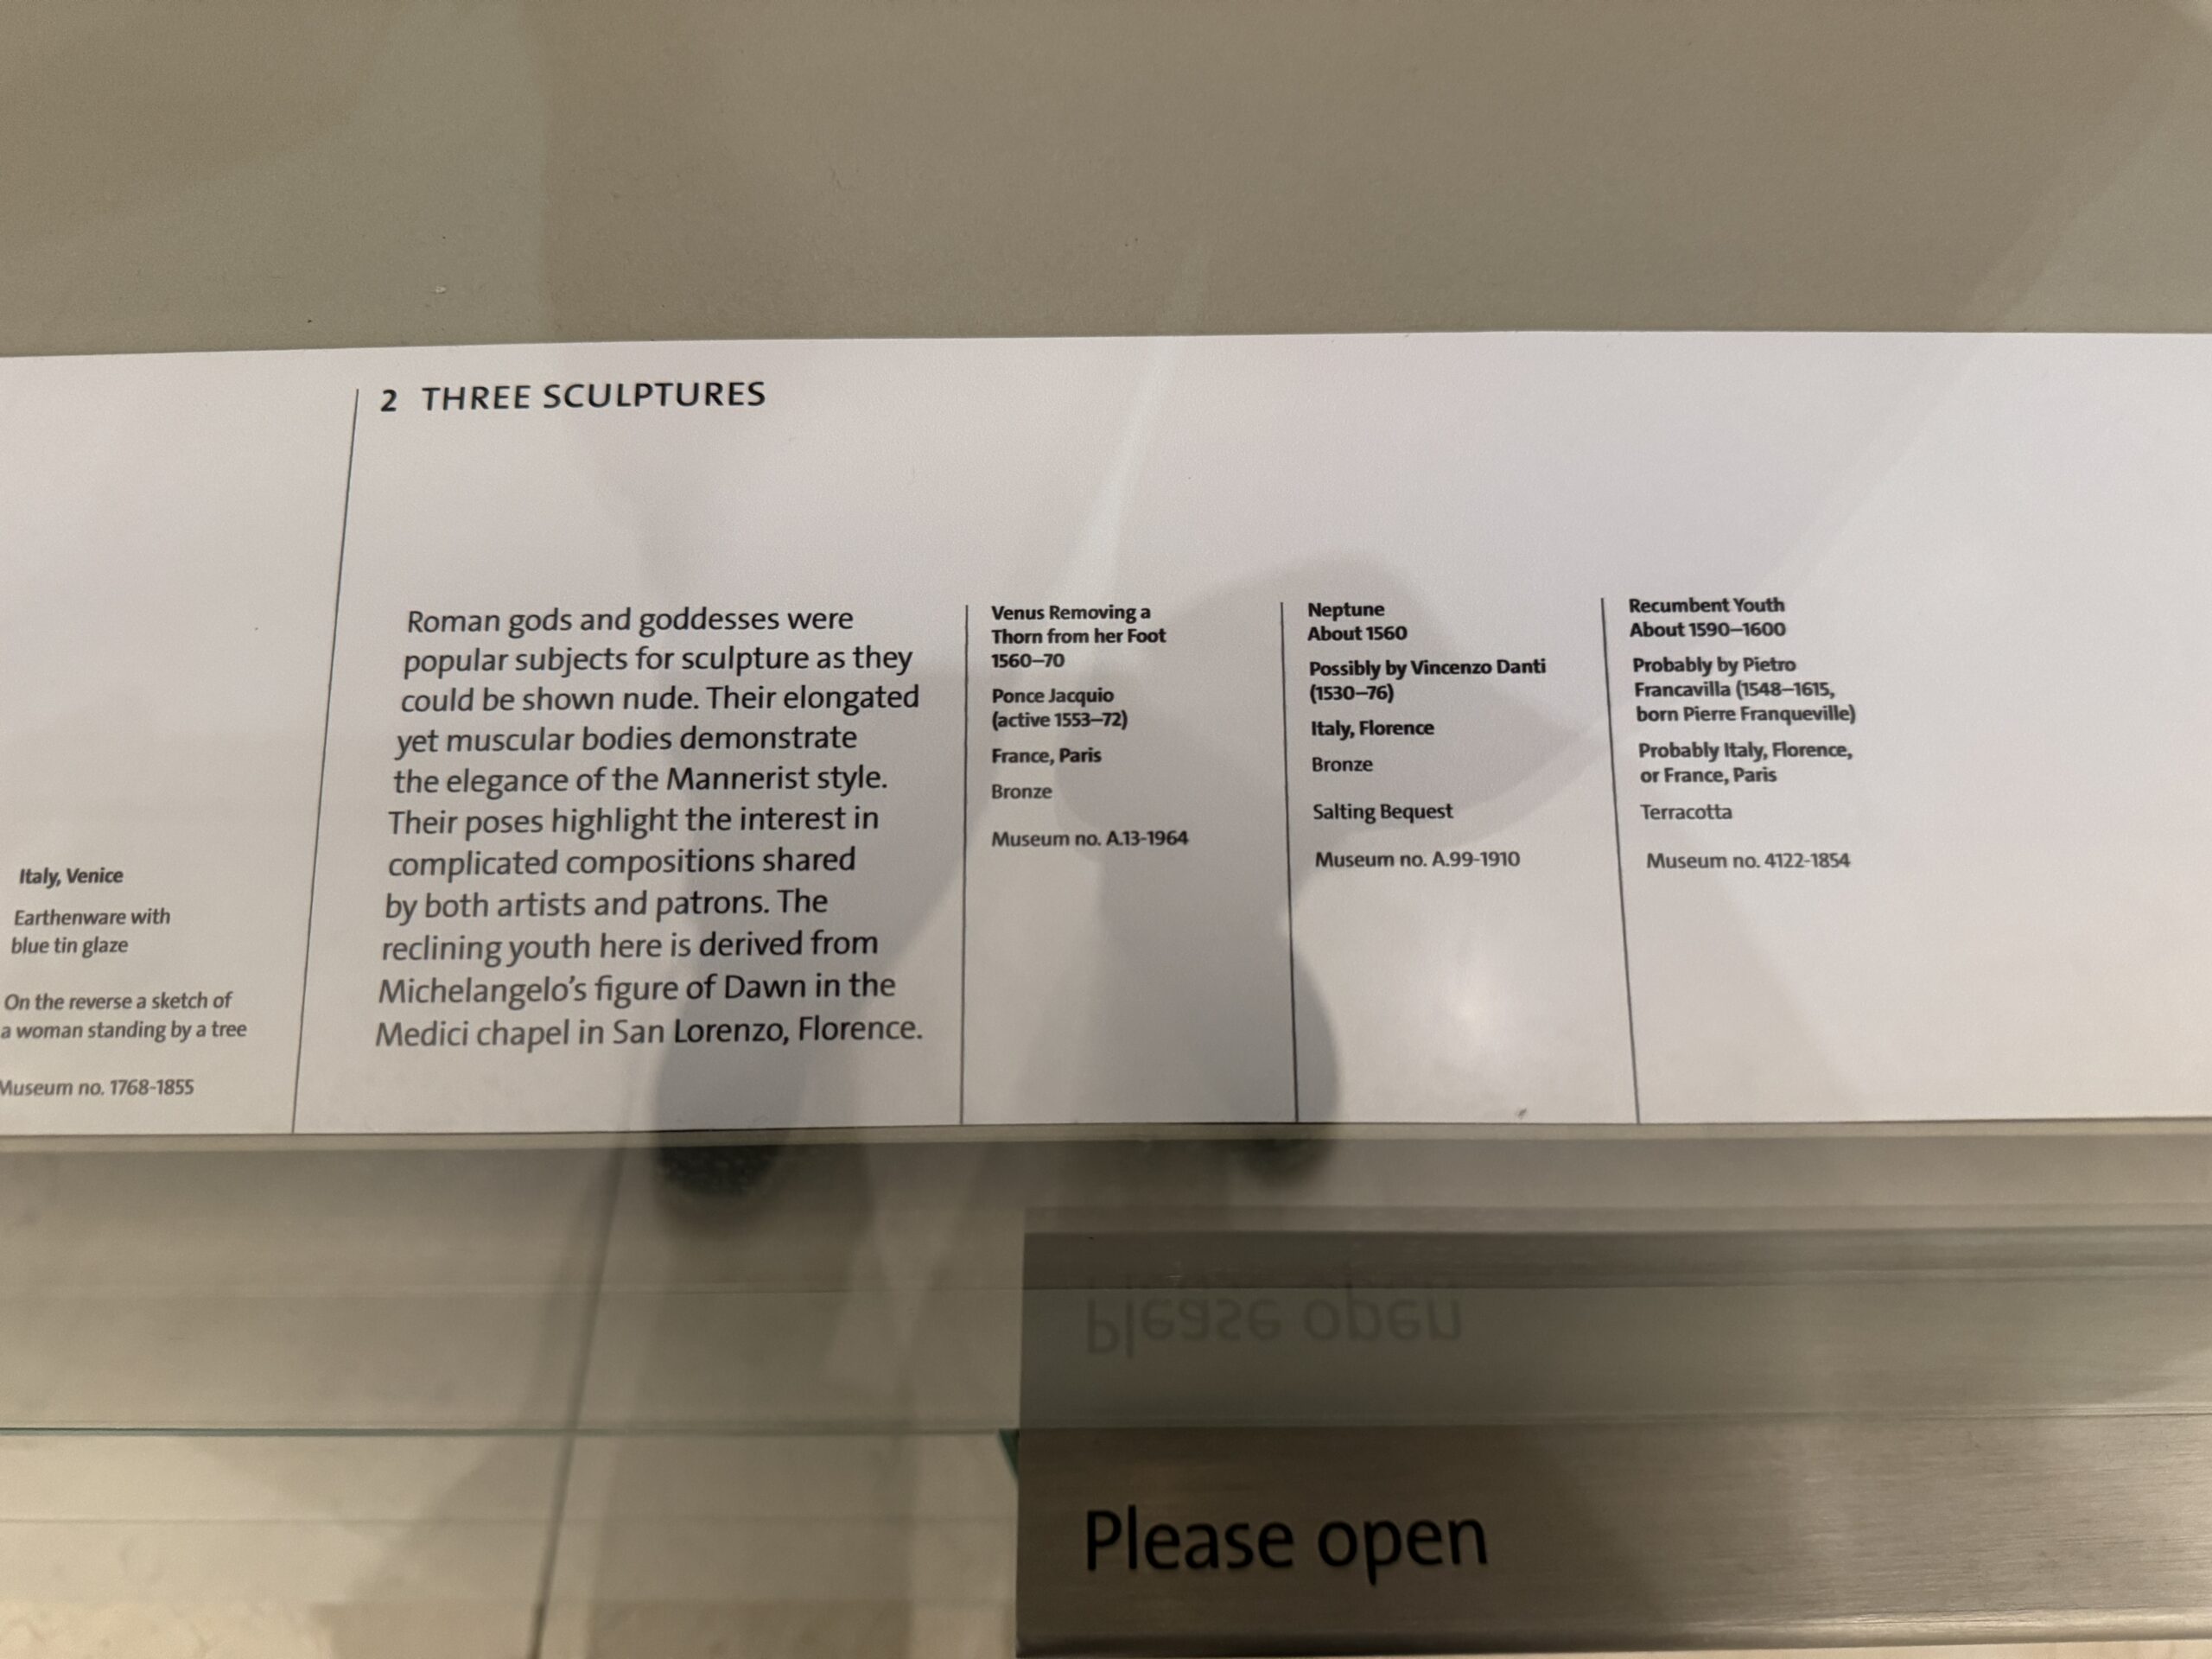 Italy, Venice
Earthenware with
blue tin glaze
On the reverse a sketch of
a woman standing by a tree
Museum no. 1768-1855
2 THREE SCULPTURES
Roman gods and goddesses were
popular subjects for sculpture as they
could be shown nude. Their elongated
yet muscular bodies demonstrate
the elegance of the Mannerist style.
Their poses highlight the interest in
complicated compositions shared
by both artists and patrons. The
reclining youth here is derived from
Michelangelo's figure of Dawn in the
Medici chapel in San Lorenzo, Florence.
Venus Removing a
Thorn from her Foot
1560–70
Ponce Jacquio
(active 1553–72)
France, Paris
Bronze
Museum no. A.13-1964
Neptune
About 1560
Possibly by Vincenzo Danti
(1530–76)
Italy, Florence
Bronze
Salting Bequest
Museum no. A.99-1910
Recumbent Youth
About 1590–1600
Probably by Pietro
Francavilla (1548–1615,
born Pierre Franqueville)
Probably Italy, Florence,
or France, Paris
Terracotta
Museum no. 4122-1854
Please open
Please open